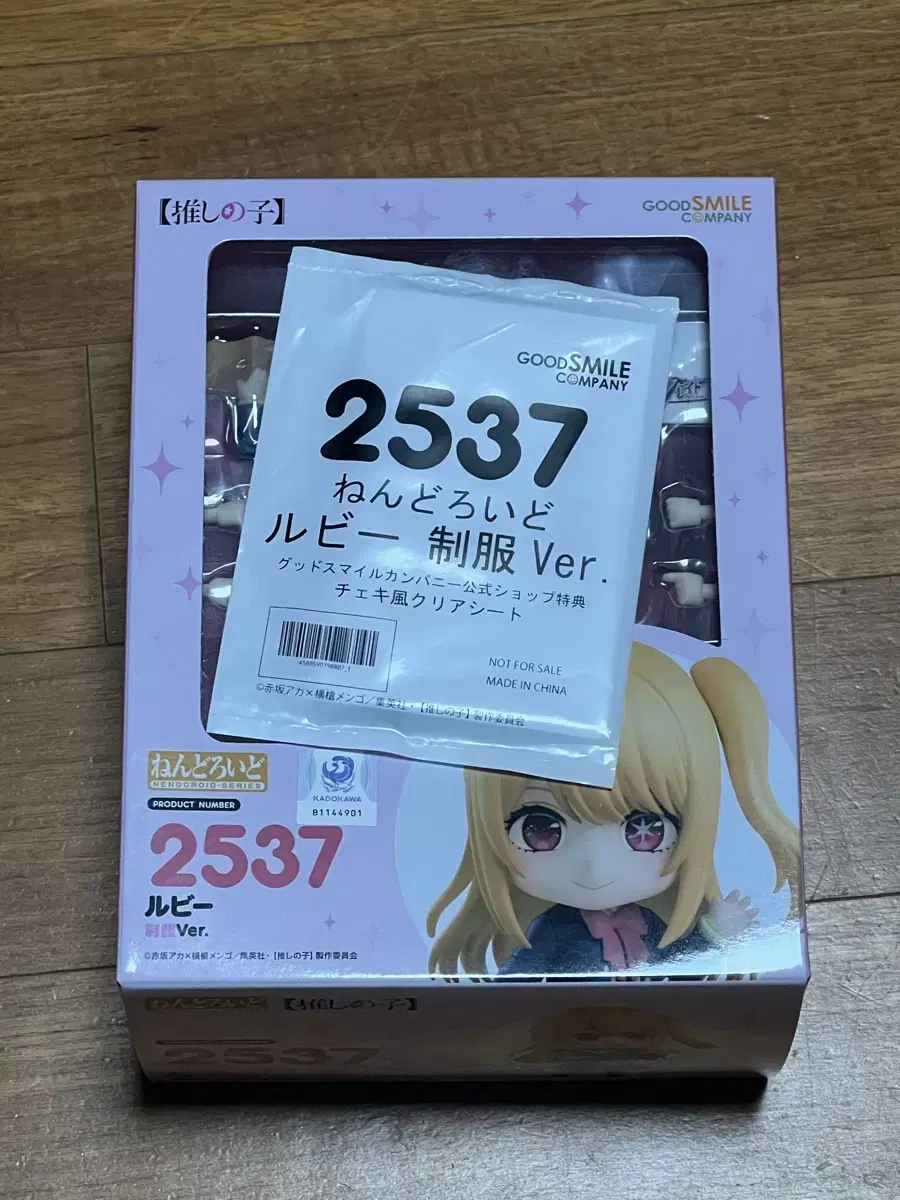 【推しの子】
GOOD SMILE
COMPANY
GOOD SMILE
COMPANY
2537
ねんどろいど
ルビー 制服 Ver.
グッドスマイルカンパニー公式ショップ特典
チェキ風クリアシート
NOT FOR SALE
MADE IN CHINA
©赤坂アカ×横槍メンゴ／集英社・【推しの子】製作委員会
ねんどろいど
NENDOROID-SERIES
KADOKAWA
B1144901
PRODUCT NUMBER
2537
ルビー
制服Ver.
©赤坂アカ×横槍メンゴ／集英社・【推しの子】製作委員会
ねんどろいど
【推しの子】
2537